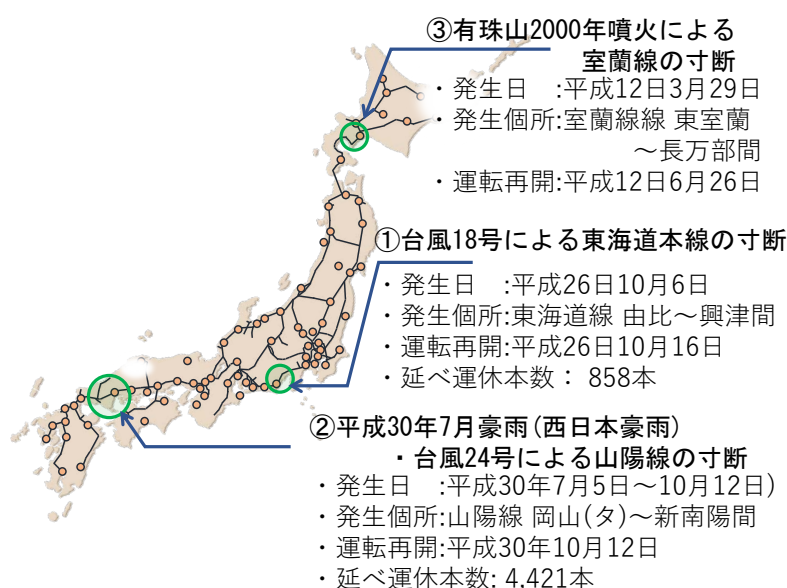 ③有珠山2000年噴火による
室蘭線の寸断
・発生日　:平成12日3月29日
・発生個所:室蘭線線 東室蘭
～長万部間
・運転再開:平成12日6月26日
①台風18号による東海道本線の寸断
・発生日　:平成26日10月6日
・発生個所:東海道線 由比～興津間
・運転再開:平成26日10月16日
・延べ運休本数： 858本
②平成30年7月豪雨(西日本豪雨)
・台風24号による山陽線の寸断
・発生日　:平成30年7月5日～10月12日)
・発生個所:山陽線 岡山(タ)～新南陽間
・運転再開:平成30年10月12日
・延べ運休本数: 4,421本